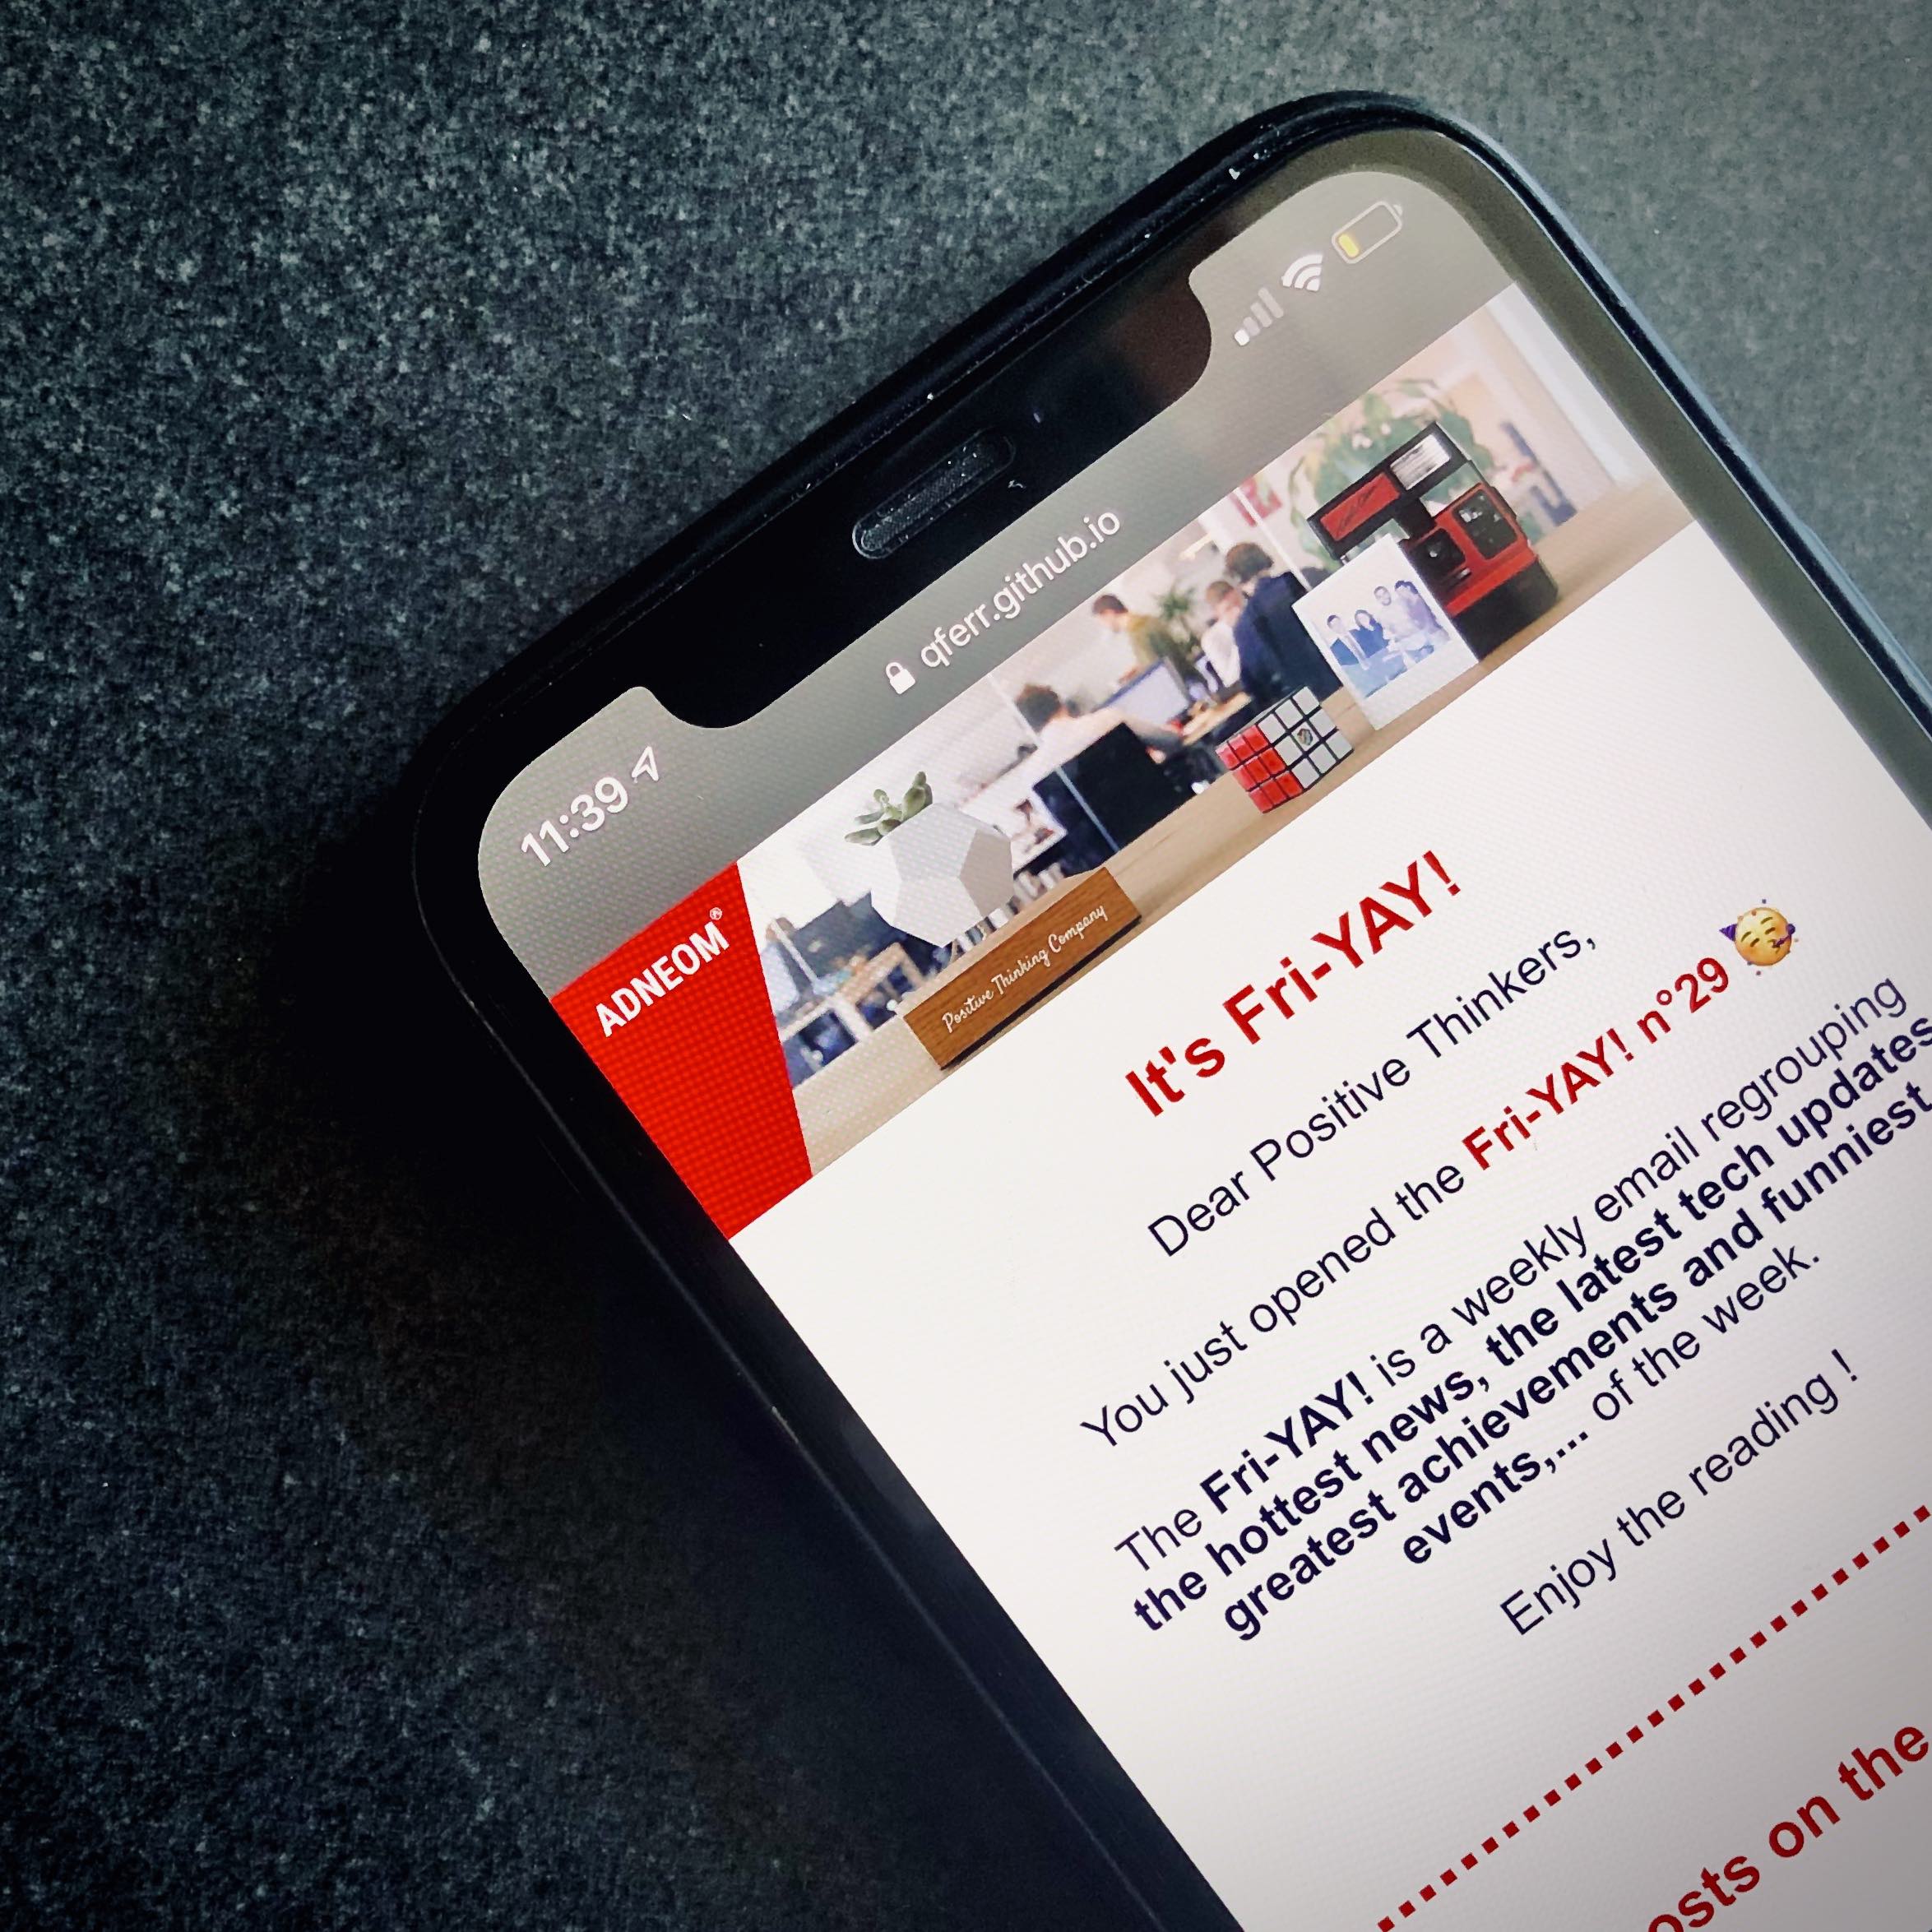 11:39
qferr.github.io
ADNEOM®
Positive Thinking Company
It's Fri-YAY!
Dear Positive Thinkers,
You just opened the Fri-YAY! n°29 🥳
The Fri-YAY! is a weekly email regrouping
the hottest news, the latest tech updates
greatest achievements and funniest
events,... of the week.
Enjoy the reading !
on the